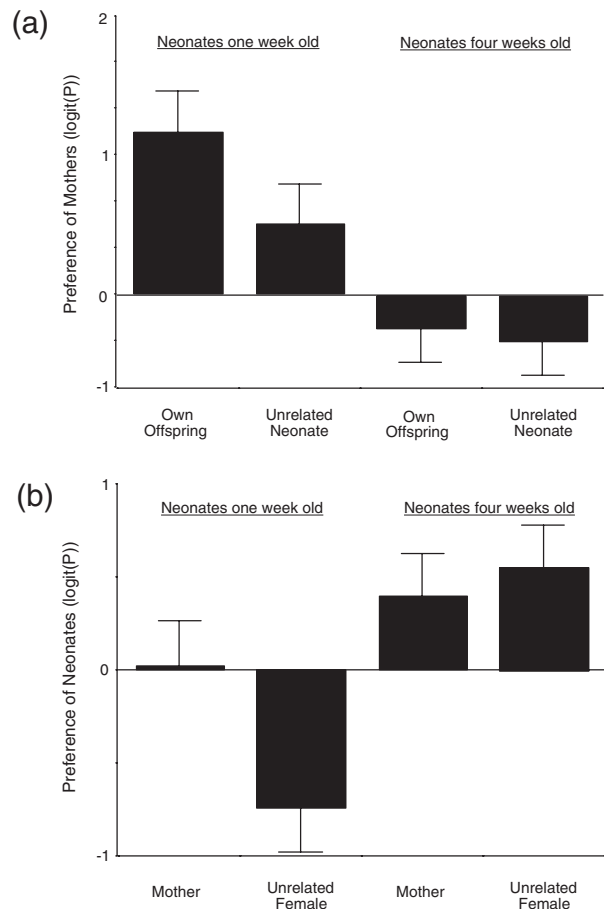 (a)
2
Neonates one week old
Neonates four weeks old
Preference of Mothers (logit(P))
1
0
-1
Own
Offspring
Unrelated
Neonate
Own
Offspring
Unrelated
Neonate
(b)
1
Neonates one week old
Neonates four weeks old
Preference of Neonates (logit(P))
0
-1
Mother
Unrelated
Female
Mother
Unrelated
Female